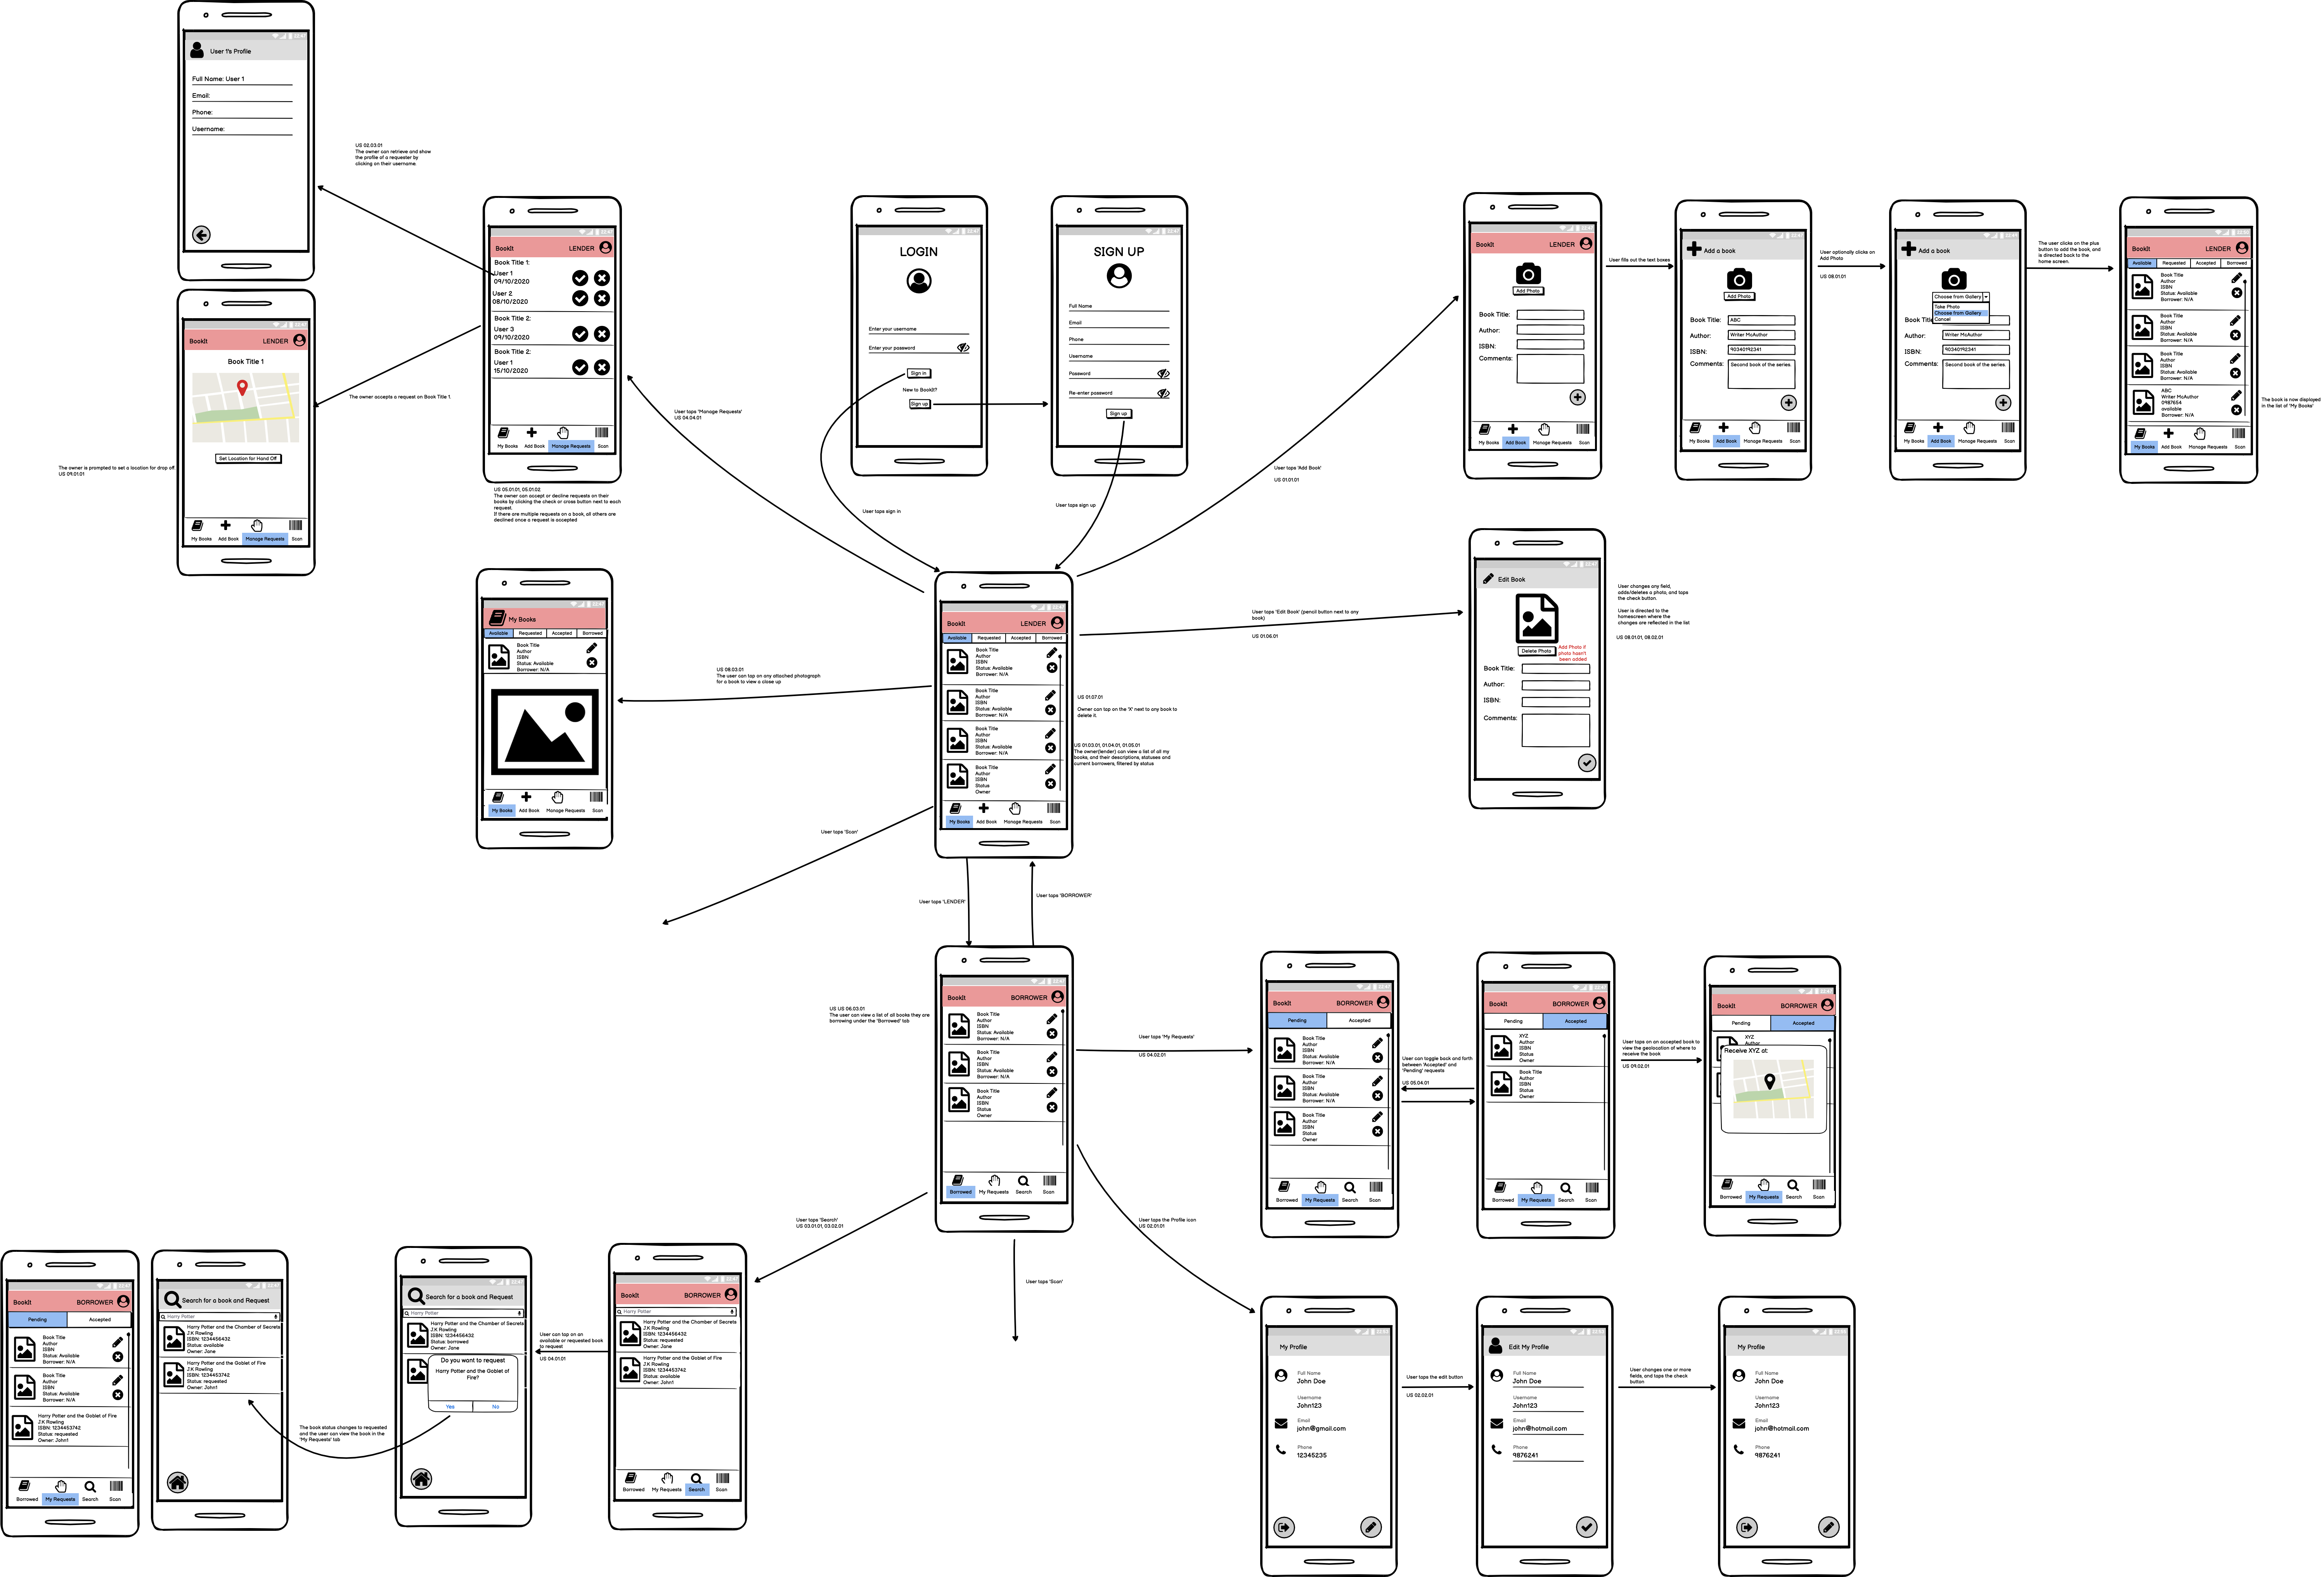 User 1's Profile
Full Name: User 1
Email:
Phone:
Username:
US 02.03.01
The owner can retrieve and show
the profile of a requester by
clicking on their username.
BookIt LENDER
Book Title 1
Set Location for Hand Off
My Books Add Book Manage Requests Scan
The owner is prompted to set a location for drop off.
US 09.01.01
The owner accepts a request on Book Title 1.
BookIt LENDER
Book Title 1:
User 1
09/10/2020
User 2
08/10/2020
Book Title 2:
User 3
09/10/2020
Book Title 2:
User 1
15/10/2020
My Books Add Book Manage Requests Scan
US 05.01.01, 05.01.02
The owner can accept or decline requests on their
books by clicking the check or cross button next to each
request.
If there are multiple requests on a book, all others are
declined once a request is accepted
User taps 'Manage Requests'
US 04.04.01
LOGIN
Enter your username
Enter your password
Sign in
New to BookIt?
Sign up
User taps sign in
SIGN UP
Full Name
Email
Phone
Username
Password
Re-enter password
Sign up
User taps sign up
User taps 'Add Book'
US 01.01.01
BookIt LENDER
Add Photo
Book Title:
Author:
ISBN:
Comments:
My Books Add Book Manage Requests Scan
User fills out the text boxes
Add a book
Add Photo
Book Title: ABC
Author: Writer McAuthor
ISBN: 90340192341
Comments: Second book of the series.
My Books Add Book Manage Requests Scan
User optionally clicks on
Add Photo
US 08.01.01
Add a book
Choose from Gallery
Take Photo
Choose from Gallery
Cancel
Book Title
Author: Writer McAuthor
ISBN: 90340192341
Comments: Second book of the series.
My Books Add Book Manage Requests Scan
The user clicks on the plus
button to add the book, and
is directed back to the
home screen.
BookIt LENDER
Available Requested Accepted Borrowed
Book Title
Author
ISBN
Status: Available
Borrower: N/A
Book Title
Author
ISBN
Status: Available
Borrower: N/A
Book Title
Author
ISBN
Status: Available
Borrower: N/A
ABC
Writer McAuthor
0987654
available
Borrower: N/A
My Books Add Book Manage Requests Scan
The book is now displayed
in the list of 'My Books'
My Books
Available Requested Accepted Borrowed
Book Title
Author
ISBN
Status: Available
Borrower: N/A
My Books Add Book Manage Requests Scan
US 08.03.01
The user can tap on any attached photograph
for a book to view a close up
BookIt LENDER
Available Requested Accepted Borrowed
Book Title
Author
ISBN
Status: Available
Borrower: N/A
Book Title
Author
ISBN
Status: Available
Borrower: N/A
Book Title
Author
ISBN
Status: Available
Borrower: N/A
Book Title
Author
ISBN
Status
Owner
My Books Add Book Manage Requests Scan
US 01.07.01
Owner can tap on the 'X' next to any book to
delete it.
US 01.03.01, 01.04.01, 01.05.01
The owner(lender) can view a list of all my
books, and their descriptions, statuses and
current borrowers, filtered by status
User taps 'Edit Book' (pencil button next to any
book)
US 01.06.01
Edit Book
Delete Photo
Add Photo if
photo hasn't
been added
Book Title:
Author:
ISBN:
Comments:
User changes any field,
adds/deletes a photo, and taps
the check button.
User is directed to the
homescreen where the
changes are reflected in the list
US 08.01.01, 08.02.01
User taps 'Scan'
User taps 'LENDER'
User taps 'BORROWER'
US US 06.03.01
The user can view a list of all books they are
borrowing under the 'Borrowed' tab
BookIt BORROWER
Book Title
Author
ISBN
Status: Available
Borrower: N/A
Book Title
Author
ISBN
Status: Available
Borrower: N/A
Book Title
Author
ISBN
Status
Owner
Borrowed My Requests Search Scan
User taps 'My Requests'
US 04.02.01
BookIt BORROWER
Pending Accepted
Book Title
Author
ISBN
Status: Available
Borrower: N/A
Book Title
Author
ISBN
Status: Available
Borrower: N/A
Book Title
Author
ISBN
Status
Owner
Borrowed My Requests Search Scan
User can toggle back and forth
between 'Accepted' and
'Pending' requests
US 05.04.01
BookIt BORROWER
Pending Accepted
XYZ
Author
ISBN
Status
Owner
Book Title
Author
ISBN
Status
Owner
Borrowed My Requests Search Scan
User taps on an accepted book to
view the geolocation of where to
receive the book
US 09.02.01
BookIt BORROWER
Pending Accepted
XYZ
Author
Receive XYZ at:
Borrowed My Requests Search Scan
User taps 'Search'
US 03.01.01, 03.02.01
User taps 'Scan'
User taps the Profile icon
US 02.01.01
BookIt BORROWER
Pending Accepted
Book Title
Author
ISBN
Status: Available
Borrower: N/A
Book Title
Author
ISBN
Status: Available
Borrower: N/A
Harry Potter and the Goblet of Fire
J.K Rowling
ISBN: 1234453742
Status: requested
Owner: John1
Borrowed My Requests Search Scan
Search for a book and Request
Harry Potter
Harry Potter and the Chamber of Secrets
J.K Rowling
ISBN: 1234456432
Status: available
Owner: Jane
Harry Potter and the Goblet of Fire
J.K Rowling
ISBN: 1234453742
Status: requested
Owner: John1
The book status changes to requested
and the user can view the book in the
'My Requests' tab
Search for a book and Request
Harry Potter
Harry Potter and the Chamber of Secrets
J.K Rowling
ISBN: 1234456432
Status: borrowed
Owner: Jane
Do you want to request
Harry Potter and the Goblet of
Fire?
Yes No
User can tap on an
available or requested book
to request
US 04.01.01
BookIt BORROWER
Harry Potter
Harry Potter and the Chamber of Secrets
J.K Rowling
ISBN: 1234456432
Status: requested
Owner: Jane
Harry Potter and the Goblet of Fire
J.K Rowling
ISBN: 1234453742
Status: available
Owner: John1
Borrowed My Requests Search Scan
My Profile
Full Name
John Doe
Username
John123
Email
john@gmail.com
Phone
12345235
User taps the edit button
US 02.02.01
Edit My Profile
Full Name
John Doe
Username
John123
Email
john@hotmail.com
Phone
9876241
User changes one or more
fields, and taps the check
button
My Profile
Full Name
John Doe
Username
John123
Email
john@hotmail.com
Phone
9876241